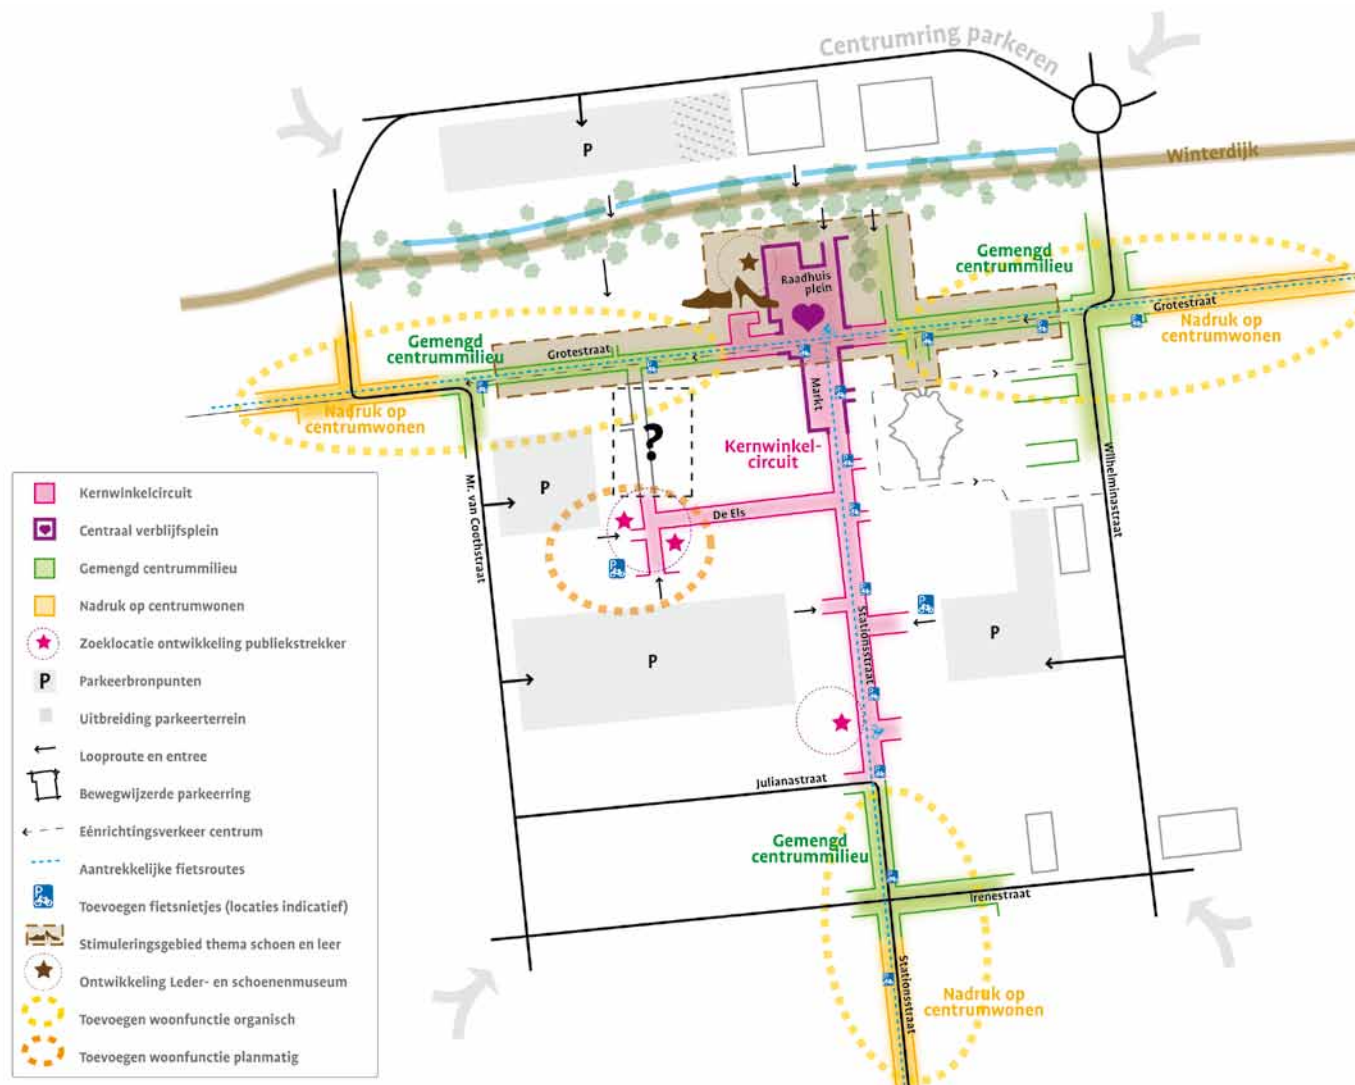 Centrumring parkeren
P
Winterdijk
Gemengd
centrummilieu
Raadhuis
plein
Grotestraat
Nadruk op
centrumwonen
Gemengd
centrummilieu
Grotestraat
Nadruk op
centrumwonen
Markt
?
Kernwinkel-
circuit
P
De Els
Mr. van Coothstraat
Wilhelminastraat
P
Stationsstraat
P
P
P
Julianastraat
Gemengd
centrummilieu
Irenestraat
Stationsstraat
Nadruk op
centrumwonen
Kernwinkelcircuit
Centraal verblijfsplein
Gemengd centrummilieu
Nadruk op centrumwonen
Zoeklocatie ontwikkeling publiekstrekker
P Parkeerbronpunten
Uitbreiding parkeerterrein
Looproute en entree
Bewegwijzerde parkeerring
Eénrichtingsverkeer centrum
Aantrekkelijke fietsroutes
P Toevoegen fietsnietjes (locaties indicatief)
Stimuleringsgebied thema schoen en leer
Ontwikkeling Leder- en schoenenmuseum
Toevoegen woonfunctie organisch
Toevoegen woonfunctie planmatig